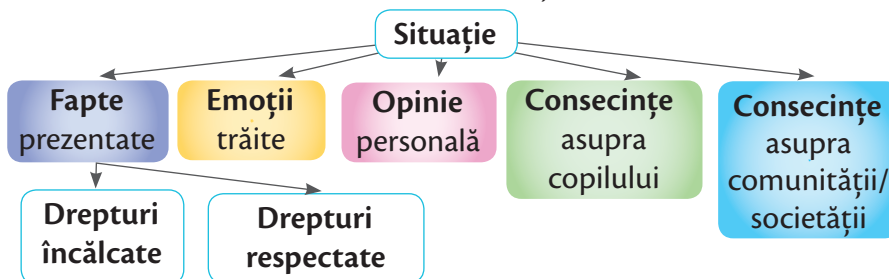 Situație
Fapte
prezentate
Emoții
trăite
Opinie
personală
Consecințe
asupra
copilului
Consecințe
asupra
comunității/
societății
Drepturi
încălcate
Drepturi
respectate